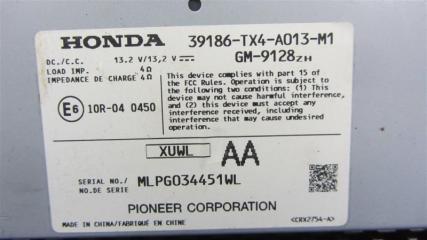 HONDA 39186-TX4-A013-M1
DC./C.C. 13.2 V/13,2 V GM-9128ZH
LOAD IMP. 4Ω
IMPEDANCE DE CHARGE 4Ω
This device complies with part 15 of
the FCC Rules. Operation is subject to
the following two conditions: (1) This
device may not cause harmful interference,
and (2) this device must accept any
interference received, including
interference that may cause undesired
operation.
E6 10R-04 0450
XUWL AA
SERIAL NO./ MLPG034451WL
NO.DE SERIE
PIONEER CORPORATION
MADE IN CHINA/FABRIQUÉ EN CHINE/HECHO EN CHINA
<CRX2754-A>